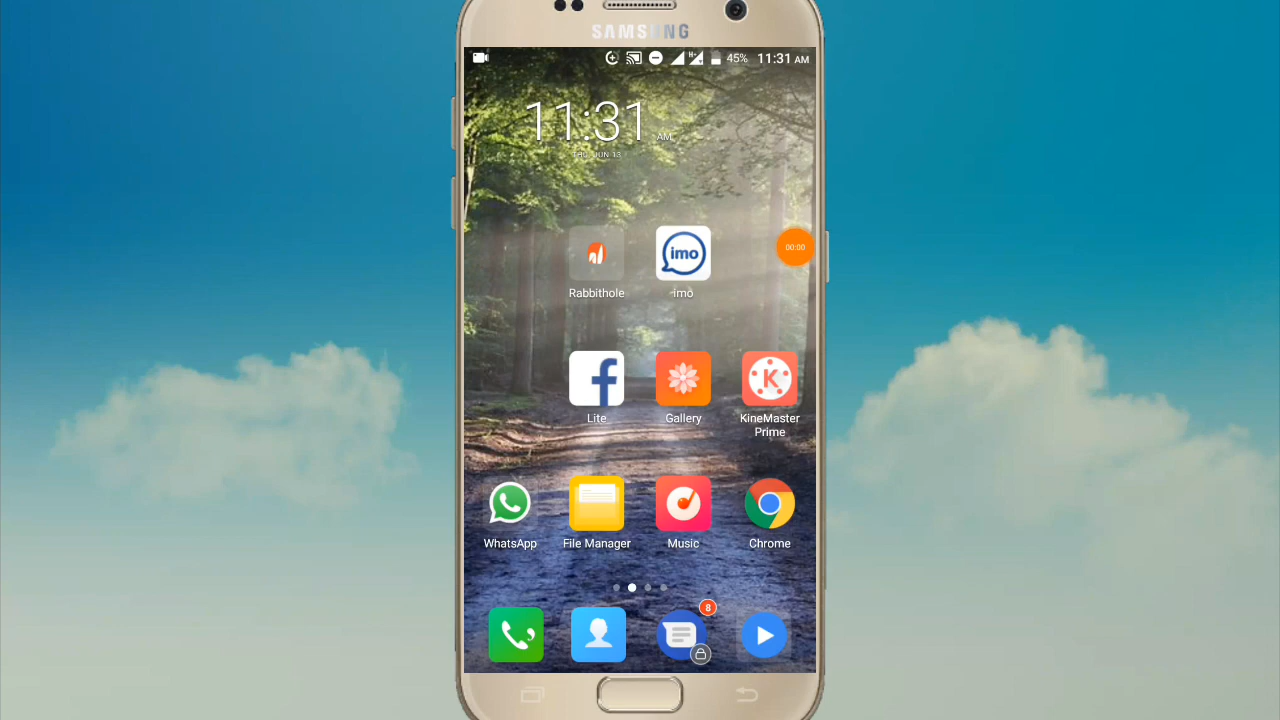 SAMSUNG
H+ 45% 11:31 AM
11:31 AM
THU, JUN 13
00:00
imo
Rabbithole
imo
f
K
Lite
Gallery
KineMaster
Prime
WhatsApp
File Manager
Music
Chrome
8